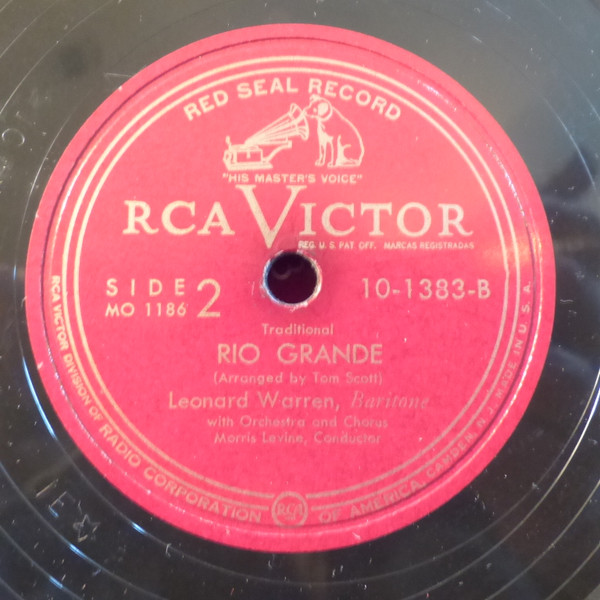 RED SEAL RECORD
"HIS MASTER'S VOICE"
RCA VICTOR
REG. U. S. PAT. OFF. MARCAS REGISTRADAS
SIDE 2
MO 1186
10-1383-B
Traditional
RIO GRANDE
(Arranged by Tom Scott)
Leonard Warren, Baritone
with Orchestra and Chorus
Morris Levine, Conductor
RCA VICTOR DIVISION OF RADIO CORPORATION RCA OF AMERICA, CAMDEN, N. J. MADE IN U. S. A.